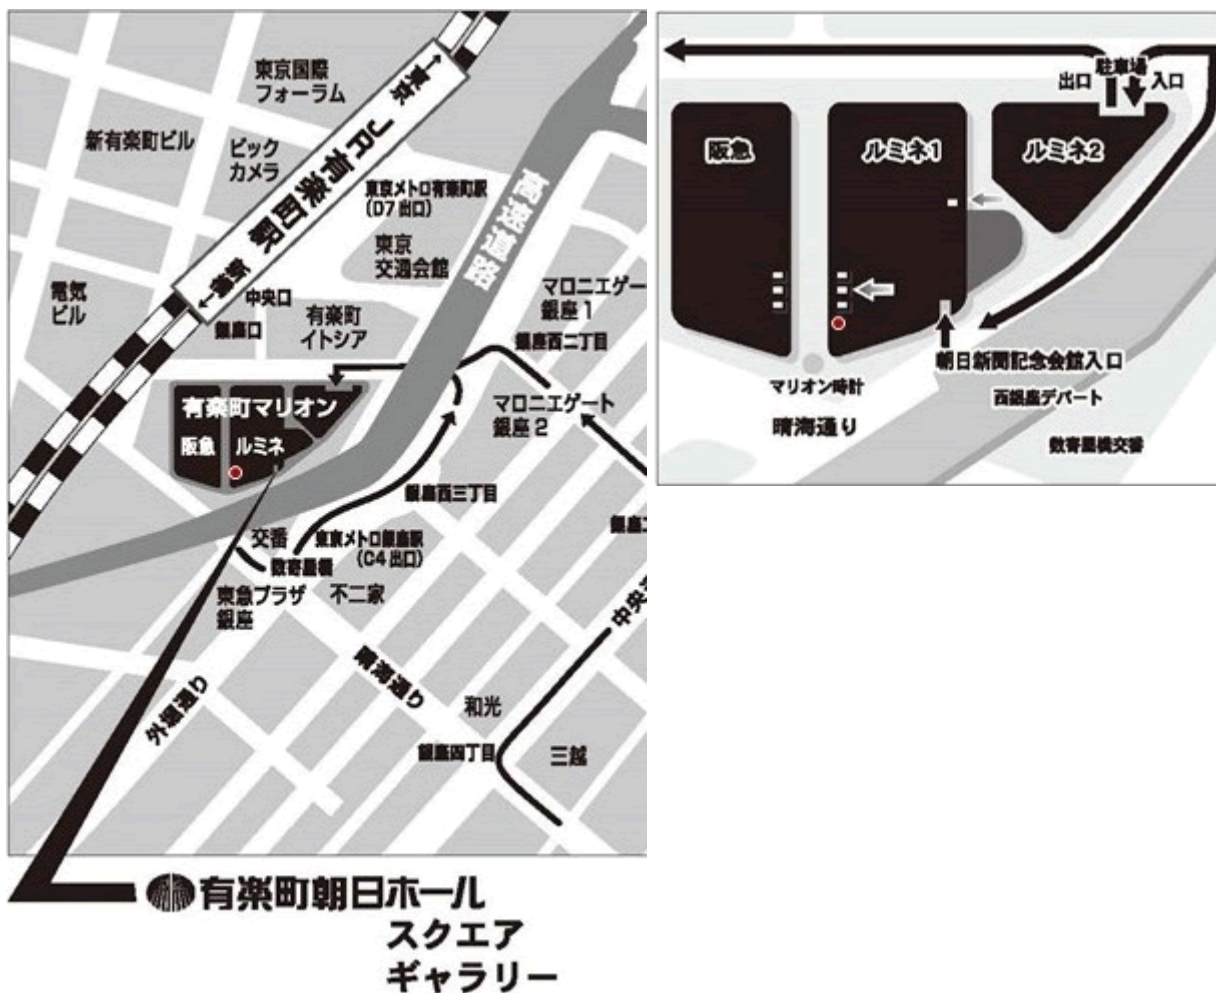 東京国際
フォーラム
新有楽町ビル
ビック
カメラ
←東京 JR有楽町駅 新橋→
東京メトロ有楽町駅
(D7出口)
東京
交通会館
高速道路
電気
ビル
中央口
銀座口
有楽町
イトシア
マロニエゲー
銀座1
銀座西二丁目
有楽町マリオン
阪急
ルミネ
マロニエゲート
銀座2
銀座西三丁目
交番
東京メトロ銀座駅
(C4出口)
数寄屋橋
東急プラザ
銀座
不二家
銀座二
中央通
外堀通り
晴海通り
和光
銀座四丁目
三越
有楽町朝日ホール
スクエア
ギャラリー
駐車場
出口
入口
阪急
ルミネ1
ルミネ2
朝日新聞記念会館入口
マリオン時計
西銀座デパート
晴海通り
数寄屋橋交番